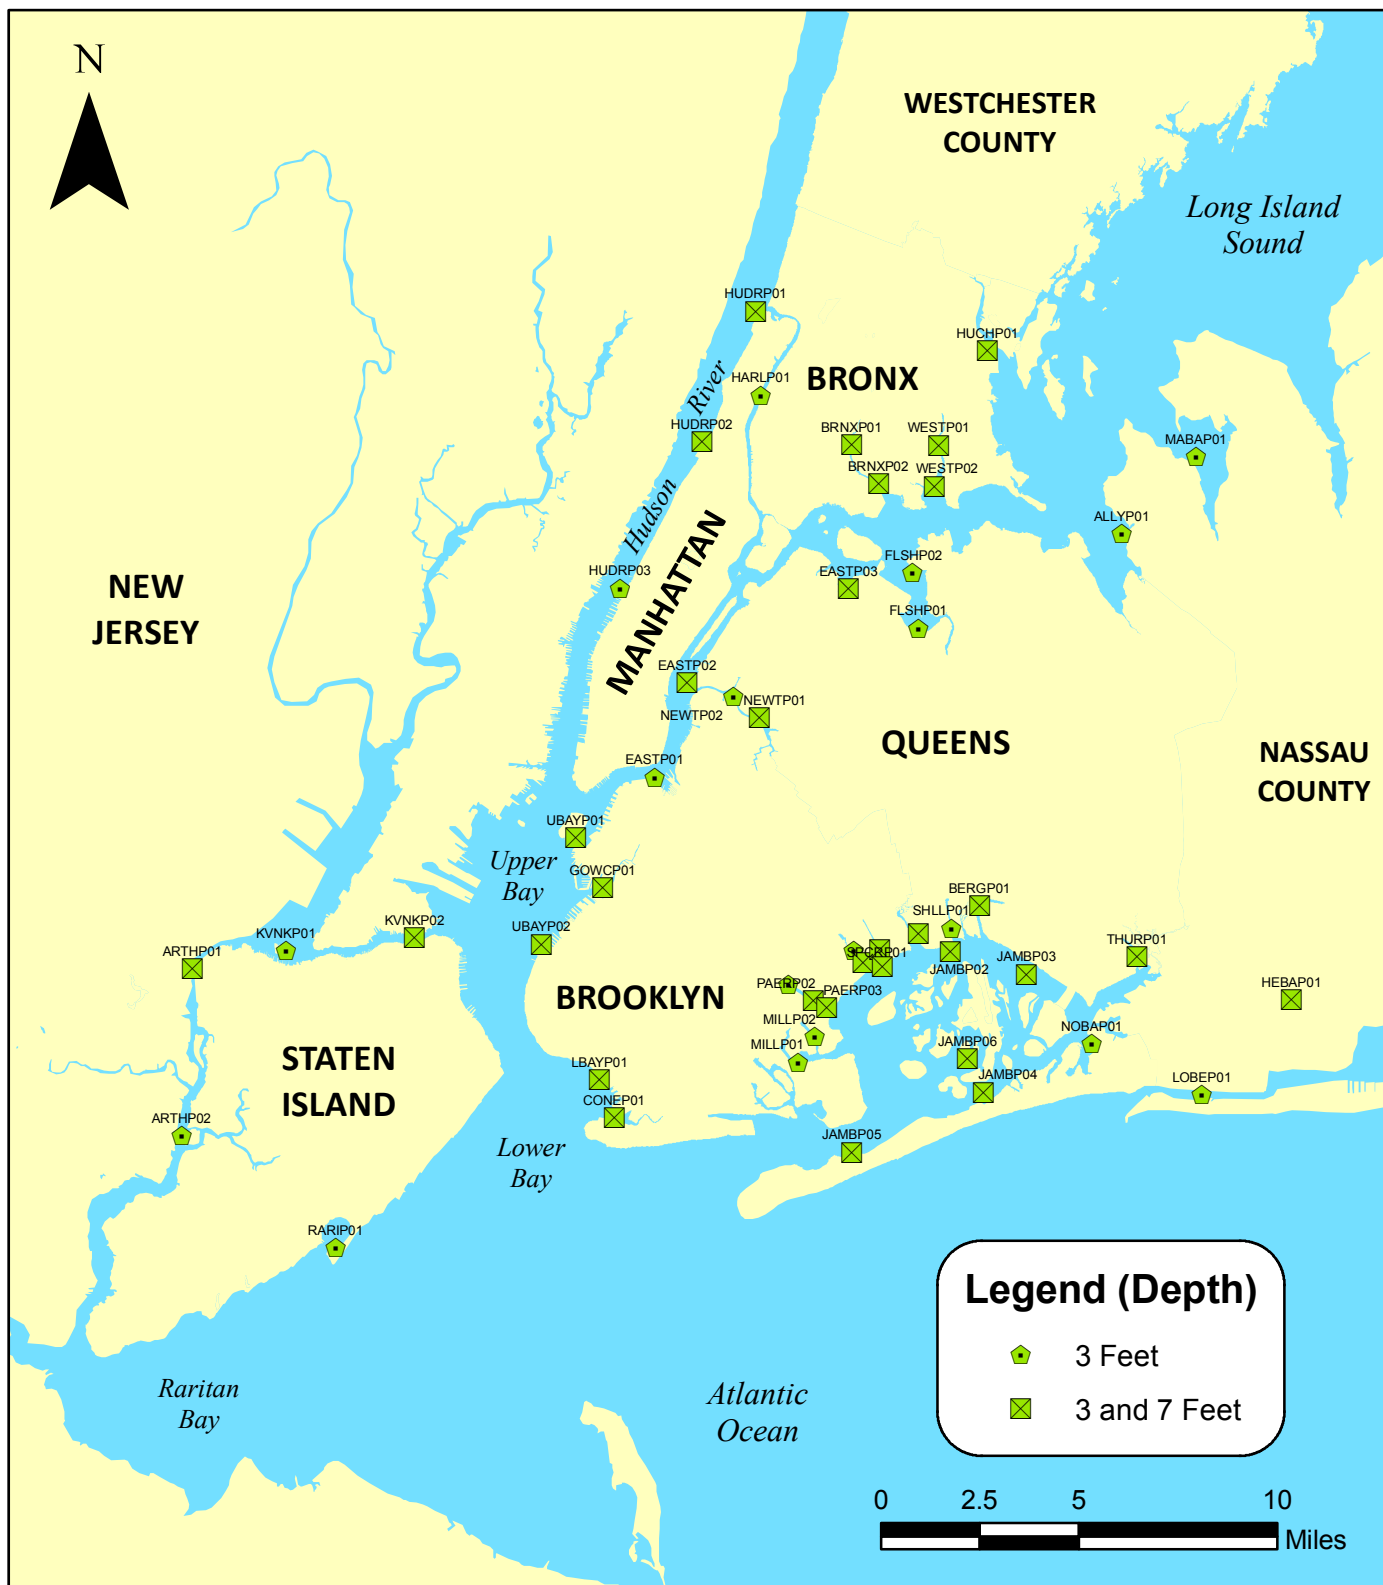 N
WESTCHESTER
COUNTY
Long Island
Sound
HUDRP01
HUCHP01
River
HARLP01
BRONX
HUDRP02
BRNXP01
WESTP01
MABAP01
BRNXP02
WESTP02
Hudson
ALLYP01
MANHATTAN
FLSHP02
HUDRP03
EASTP03
NEW
JERSEY
FLSHP01
EASTP02
NEWTP01
NEWTP02
QUEENS
EASTP01
NASSAU
COUNTY
UBAYP01
Upper
Bay
GOWCP01
BERGP01
SHLLP01
KVNKP02
KVNKP01
UBAYP02
ARTHP01
THURP01
SPCRP01
JAMBP03
JAMBP02
HEBAP01
PAERP02
PAERP03
BROOKLYN
MILLP02
NOBAP01
MILLP01
JAMBP06
STATEN
ISLAND
LBAYP01
JAMBP04
LOBEP01
CONEP01
ARTHP02
JAMBP05
Lower
Bay
RARIP01
Legend (Depth)
3 Feet
3 and 7 Feet
Raritan
Bay
Atlantic
Ocean
0 2.5 5 10
Miles